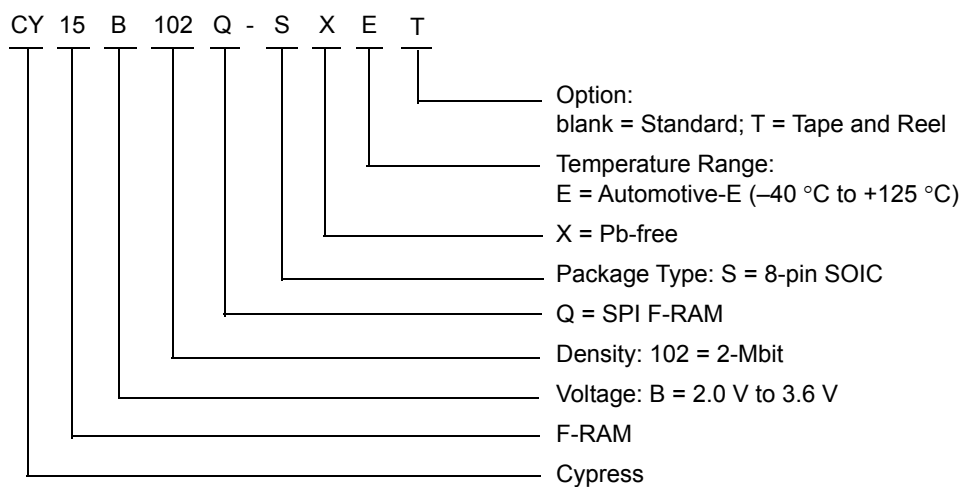 CY 15 B 102 Q - S X E T
Option:
blank = Standard; T = Tape and Reel
Temperature Range:
E = Automotive-E (–40 °C to +125 °C)
X = Pb-free
Package Type: S = 8-pin SOIC
Q = SPI F-RAM
Density: 102 = 2-Mbit
Voltage: B = 2.0 V to 3.6 V
F-RAM
Cypress